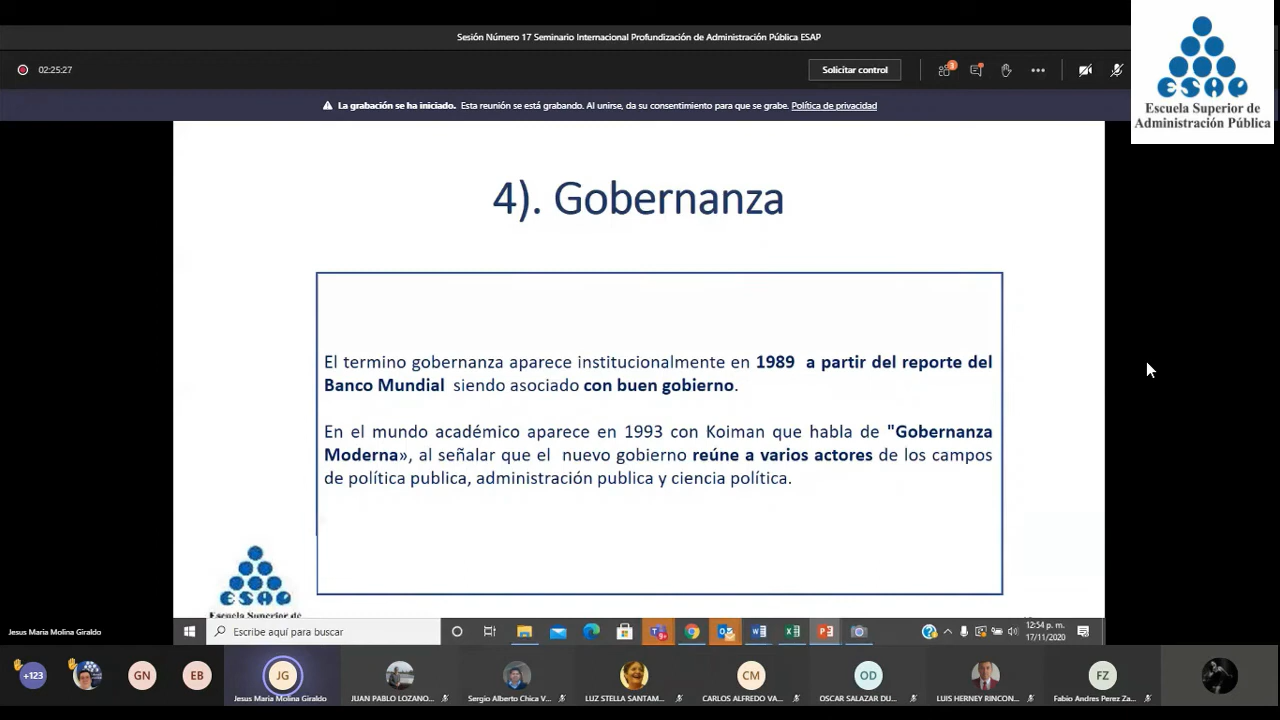 Sesión Número 17 Seminario Internacional Profundización de Administración Pública ESAP
02:25:27
Solicitar control
3
La grabación se ha iniciado. Esta reunión se está grabando. Al unirse, da su consentimiento para que se grabe. Política de privacidad
ESAP
Escuela Superior de
Administración Pública
4). Gobernanza
El termino gobernanza aparece institucionalmente en 1989 a partir del reporte del
Banco Mundial siendo asociado con buen gobierno.
En el mundo académico aparece en 1993 con Koiman que habla de "Gobernanza
Moderna», al señalar que el nuevo gobierno reúne a varios actores de los campos
de política publica, administración publica y ciencia política.
ESAP
Escuela Superior de
Jesus Maria Molina Giraldo
Escribe aquí para buscar
12:54 p. m.
17/11/2020
+123
GN
EB
JG
CM
OD
FZ
Jesus Maria Molina Giraldo
JUAN PABLO LOZANO...
Sergio Alberto Chica V...
LUZ STELLA SANTAM...
CARLOS ALFREDO VA...
OSCAR SALAZAR DU...
LUIS HERNEY RINCON...
Fabio Andres Perez Za...